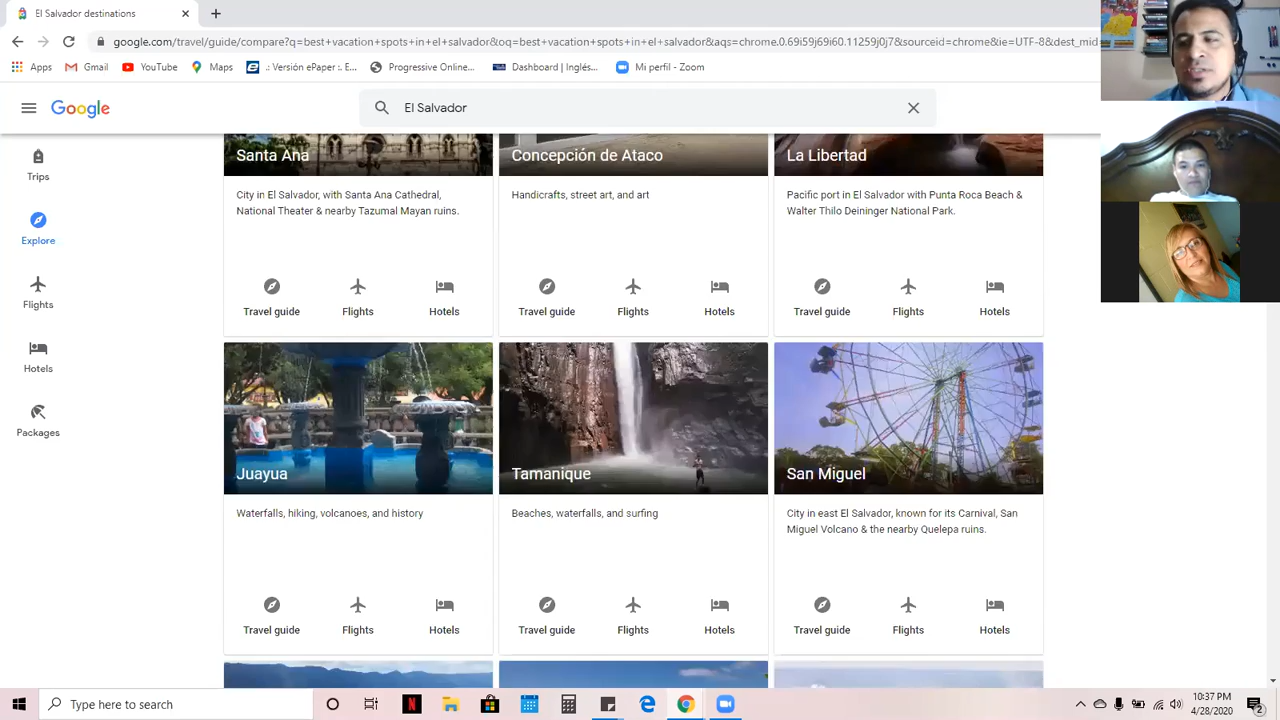 El Salvador destinations
google.com/travel/guide/compare?q=best+vacation+spots+el+salvador&oq=best+vacation+spots+el+salvador&aqs=chrome.0.69i59j69i57j69i59j0l5&sourceid=chrome&ie=UTF-8&dest_mid
Apps Gmail Youtube Maps .: Versión ePaper :. E... Progressive Online... Dashboard | Inglés,... Mi perfil - Zoom
Google
El Salvador
Trips
Explore
Flights
Hotels
Packages
Santa Ana
City in El Salvador, with Santa Ana Cathedral,
National Theater & nearby Tazumal Mayan ruins.
Travel guide Flights Hotels
Concepción de Ataco
Handicrafts, street art, and art
Travel guide Flights Hotels
La Libertad
Pacific port in El Salvador with Punta Roca Beach &
Walter Thilo Deininger National Park.
Travel guide Flights Hotels
Juayua
Waterfalls, hiking, volcanoes, and history
Travel guide Flights Hotels
Tamanique
Beaches, waterfalls, and surfing
Travel guide Flights Hotels
San Miguel
City in east El Salvador, known for its Carnival, San
Miguel Volcano & the nearby Quelepa ruins.
Travel guide Flights Hotels
Type here to search
10:37 PM
4/28/2020
2